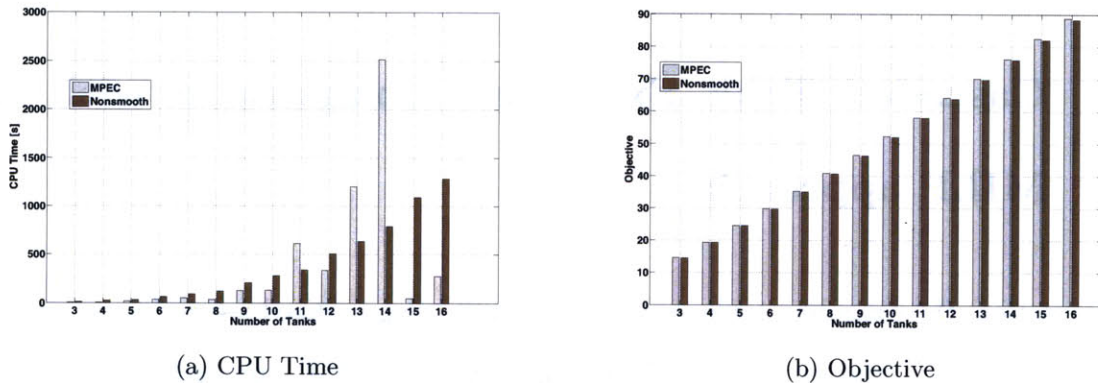 3000
2500
2000
1500
1000
500
0
CPU Time [s]
MPEC
Nonsmooth
3 4 5 6 7 8 9 10 11 12 13 14 15 16
Number of Tanks
(a) CPU Time
90
80
70
60
50
40
30
20
10
0
Objective
MPEC
Nonsmooth
3 4 5 6 7 8 9 10 11 12 13 14 15 16
Number of Tanks
(b) Objective